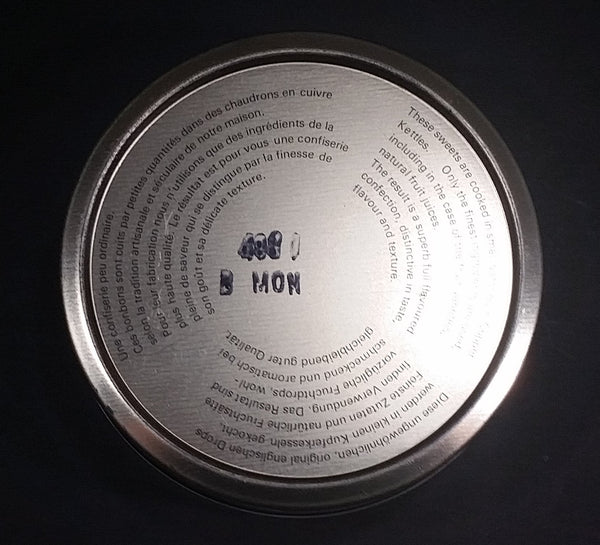 Une confiserie peu ordinaire.
Ces bonbons sont cuits par petites quantités dans des chaudrons en cuivre
selon la tradition artisanale et séculaire de notre maison.
Pour leur fabrication nous n'utilisons que des ingrédients de la
plus haute qualité. Le résultat est pour vous une confiserie
pleine de saveur qui se distingue par la finesse de
son goût et sa délicate texture.
These sweets are cooked in
Kettles. Only the finest
including in the case of
natural fruit juices.
The result is a superb fruit flavoured
confection, distinctive in taste,
flavour and texture.
B MON
Diese ungewöhnlichen, original englischen Drops
werden in kleinen Kupferkesseln gekocht.
Feinste Zutaten und natürliche Fruchtsäfte
finden Verwendung. Das Resultat sind
vorzügliche Fruchtdrops, wohl-
schmeckend und aromatisch bei
gleichbleibend guter Qualität.